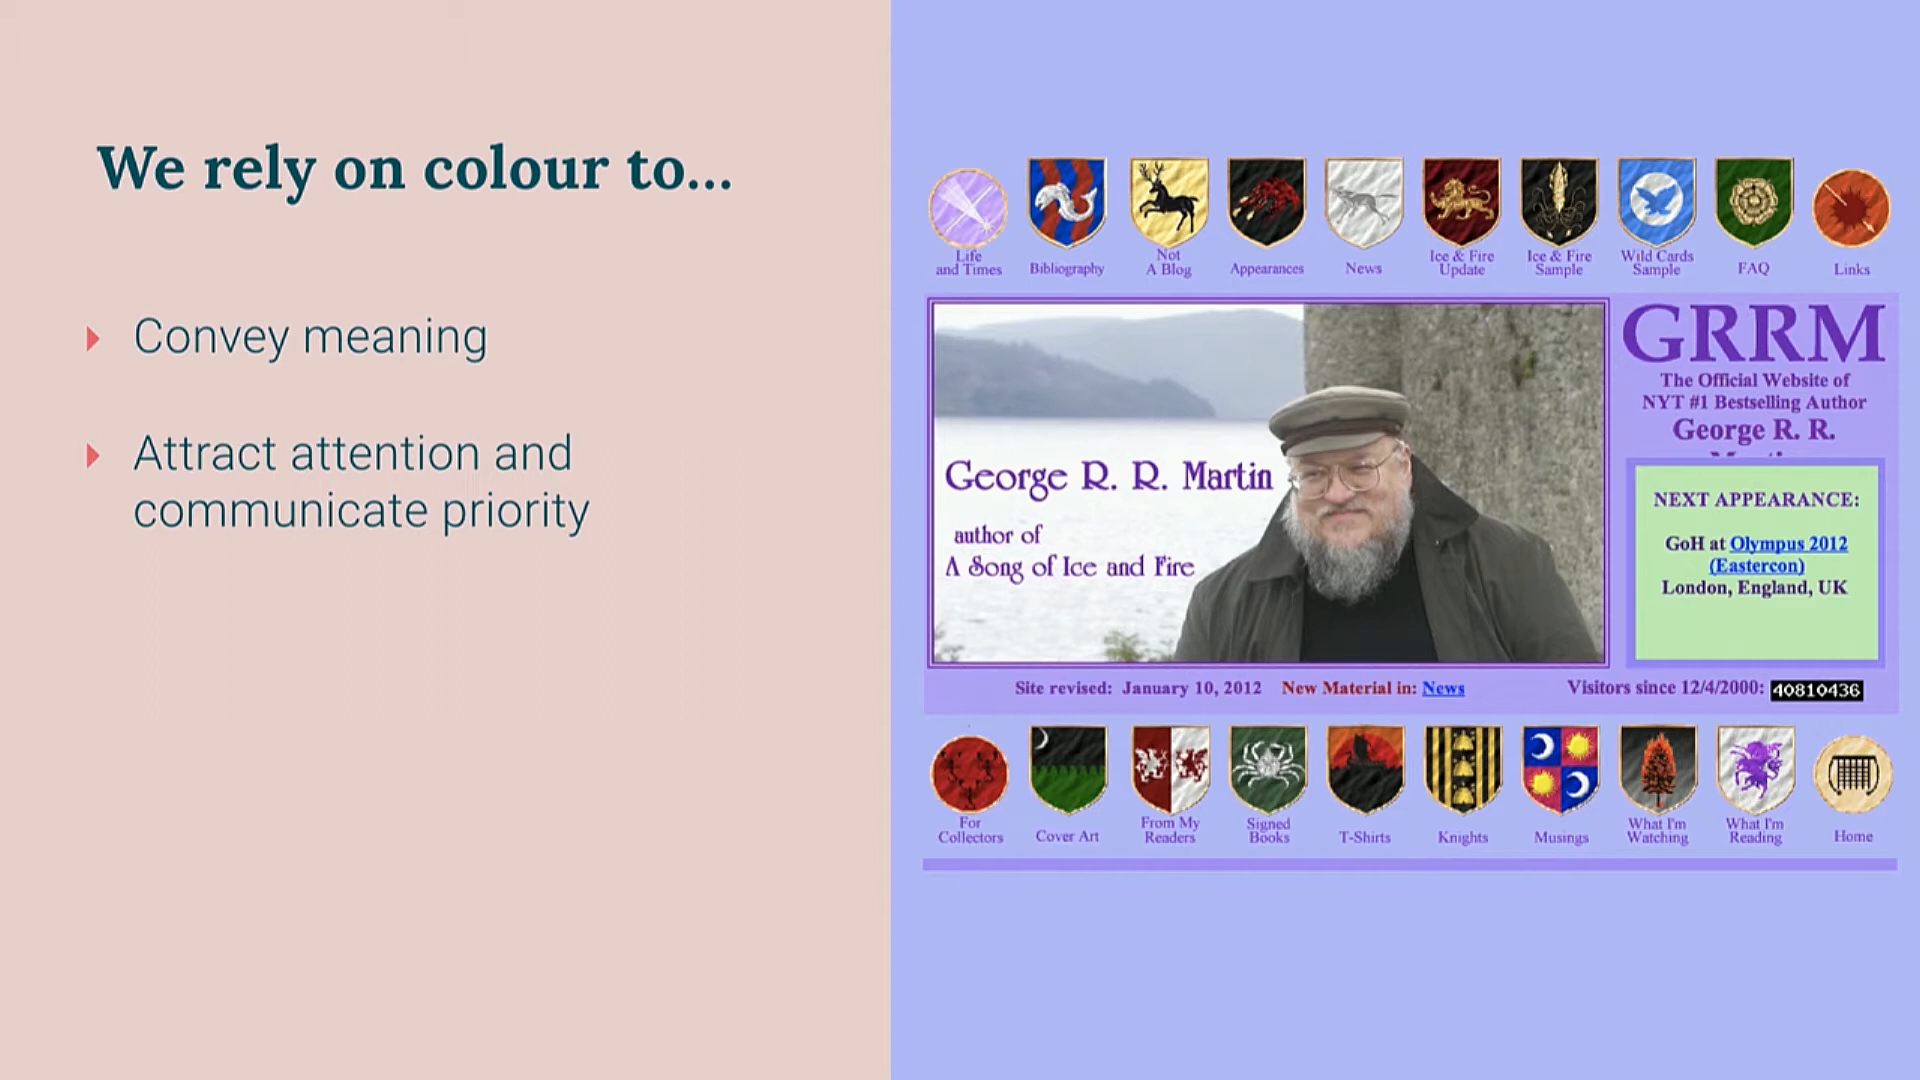 We rely on colour to...
Convey meaning
Attract attention and
communicate priority
Life
and Times
Bibliography
Not
A Blog
Appearances
News
Ice & Fire
Update
Ice & Fire
Sample
Wild Cards
Sample
FAQ
Links
George R. R. Martin
author of
A Song of Ice and Fire
GRRM
The Official Website of
NYT #1 Bestselling Author
George R. R.
NEXT APPEARANCE:
GoH at Olympus 2012
(Eastercon)
London, England, UK
Site revised: January 10, 2012 New Material in: News
Visitors since 12/4/2000: 40810436
For
Collectors
Cover Art
From My
Readers
Signed
Books
T-Shirts
Knights
Musings
What I'm
Watching
What I'm
Reading
Home